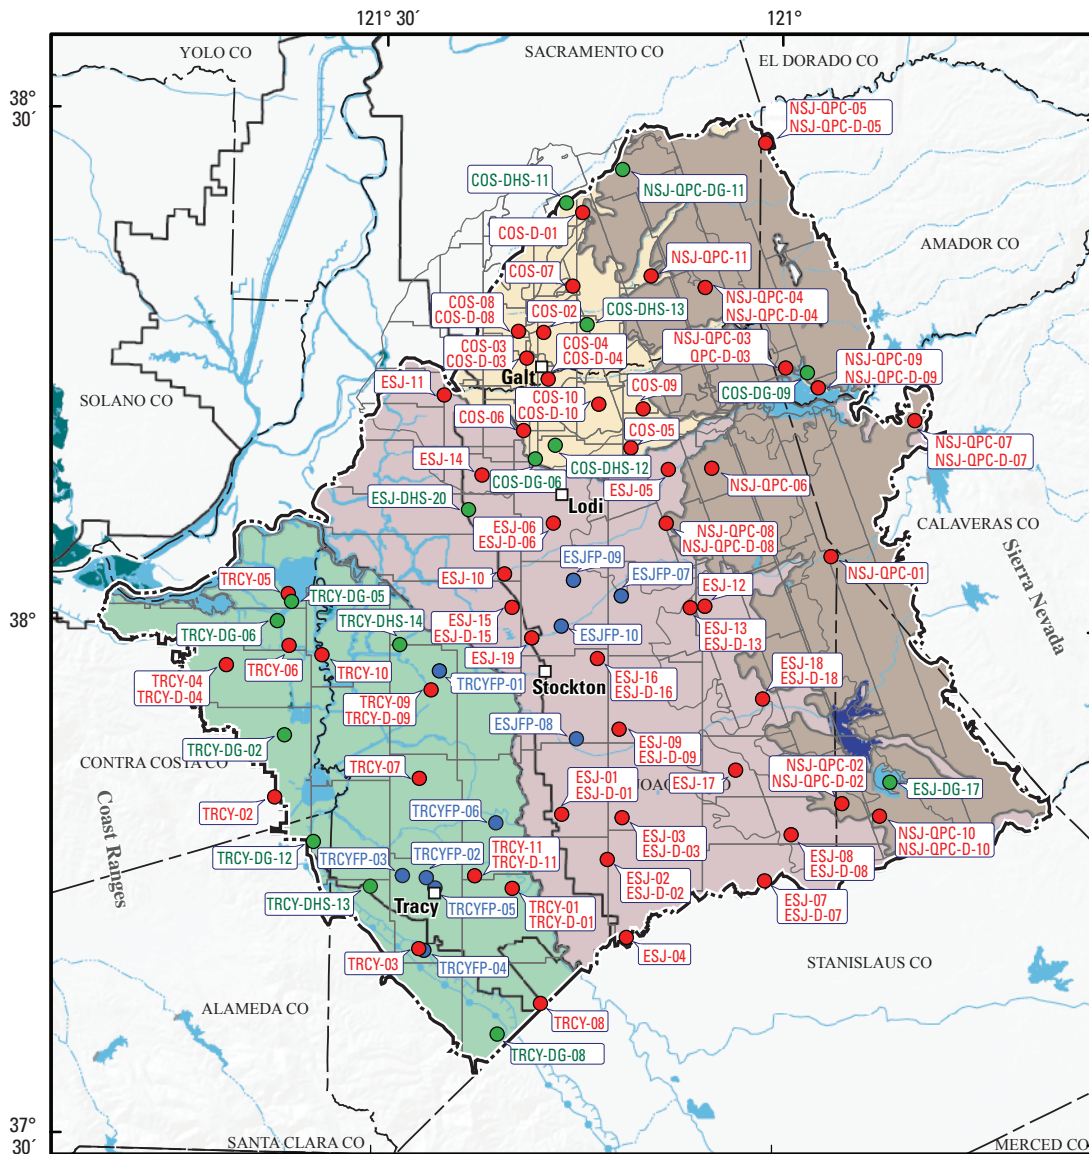 121° 30´
121°
YOLO CO
SACRAMENTO CO
EL DORADO CO
38°
30´
NSJ-QPC-05
NSJ-QPC-D-05
COS-DHS-11
NSJ-QPC-DG-11
COS-D-01
AMADOR CO
COS-07
NSJ-QPC-11
COS-08
COS-D-08
COS-02
COS-DHS-13
NSJ-QPC-04
NSJ-QPC-D-04
COS-03
COS-D-03
COS-04
COS-D-04
NSJ-QPC-03
QPC-D-03
NSJ-QPC-09
NSJ-QPC-D-09
Galt
ESJ-11
COS-10
COS-D-10
COS-09
COS-DG-09
SOLANO CO
COS-06
COS-05
NSJ-QPC-07
NSJ-QPC-D-07
ESJ-14
COS-DG-06
COS-DHS-12
ESJ-05
NSJ-QPC-06
ESJ-DHS-20
Lodi
ESJ-06
ESJ-D-06
NSJ-QPC-08
NSJ-QPC-D-08
CALAVERAS CO
Sierra Nevada
ESJFP-09
ESJFP-07
NSJ-QPC-01
TRCY-05
ESJ-10
ESJ-12
TRCY-DG-05
38°
TRCY-DG-06
TRCY-DHS-14
ESJ-15
ESJ-D-15
ESJFP-10
ESJ-13
ESJ-D-13
ESJ-19
TRCY-04
TRCY-D-04
TRCY-06
TRCY-10
TRCY-09
TRCY-D-09
TRCYFP-01
Stockton
ESJ-16
ESJ-D-16
ESJ-18
ESJ-D-18
TRCY-DG-02
ESJFP-08
ESJ-09
ESJ-D-09
CONTRA COSTA CO
TRCY-07
ESJ-01
ESJ-D-01
JOAQ
ESJ-17
NSJ-QPC-02
NSJ-QPC-D-02
ESJ-DG-17
Coast Ranges
TRCY-02
TRCYFP-06
ESJ-03
ESJ-D-03
NSJ-QPC-10
NSJ-QPC-D-10
TRCY-DG-12
TRCYFP-03
TRCYFP-02
TRCY-11
TRCY-D-11
ESJ-08
ESJ-D-08
ESJ-02
ESJ-D-02
TRCY-DHS-13
Tracy
TRCYFP-05
TRCY-01
TRCY-D-01
ESJ-07
ESJ-D-07
TRCY-03
TRCYFP-04
ESJ-04
STANISLAUS CO
ALAMEDA CO
TRCY-08
TRCY-DG-08
37°
30´
SANTA CLARA CO
MERCED CO